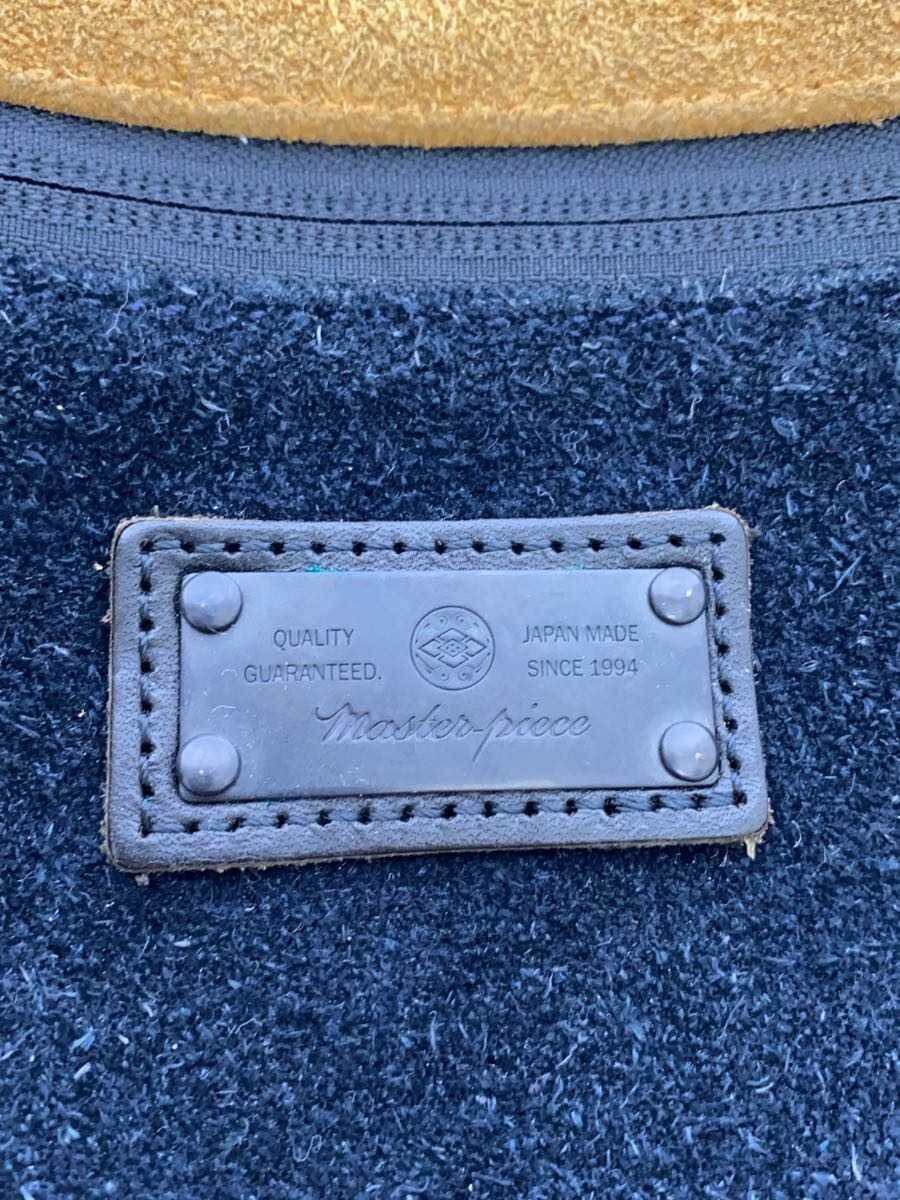 QUALITY
GUARANTEED.
JAPAN MADE
SINCE 1994
Master-piece